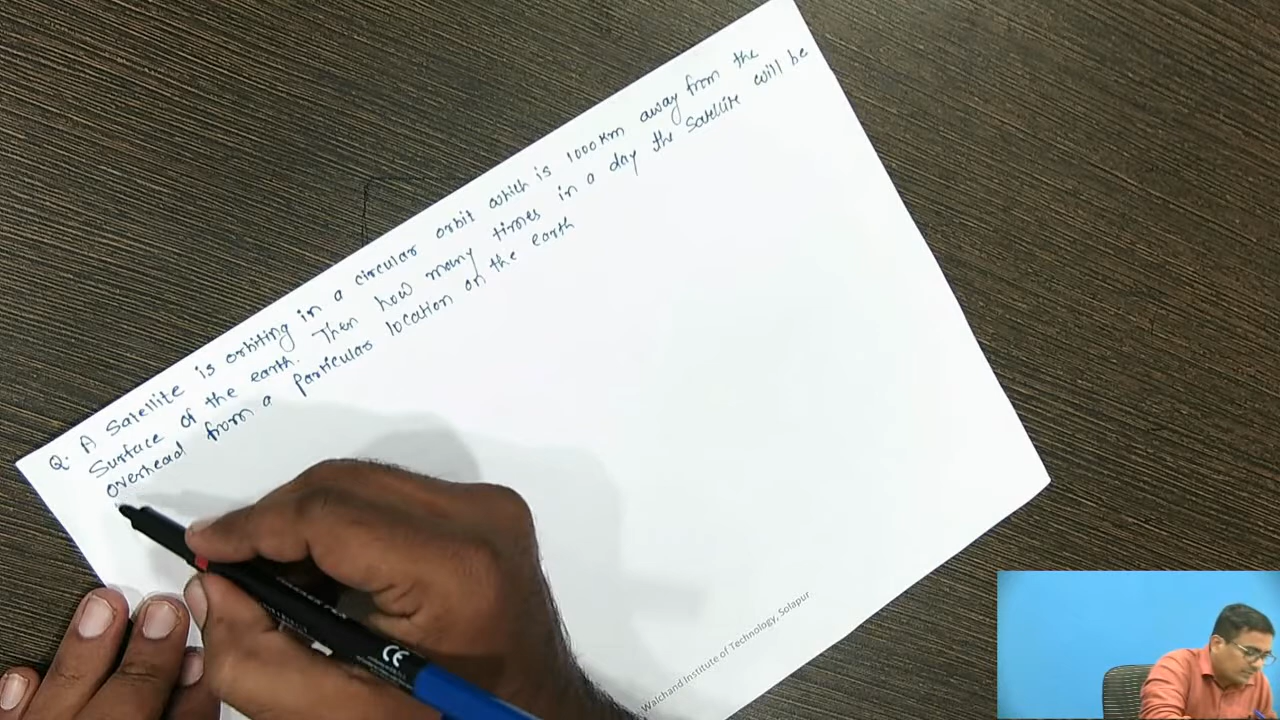 Q. A Satellite is orbiting in a circular orbit which is 1000 Km away from the
Surface of the earth. Then how many times in a day the Satellite will be
overhead from a particular location on the earth
Walchand Institute of Technology, Solapur
CE